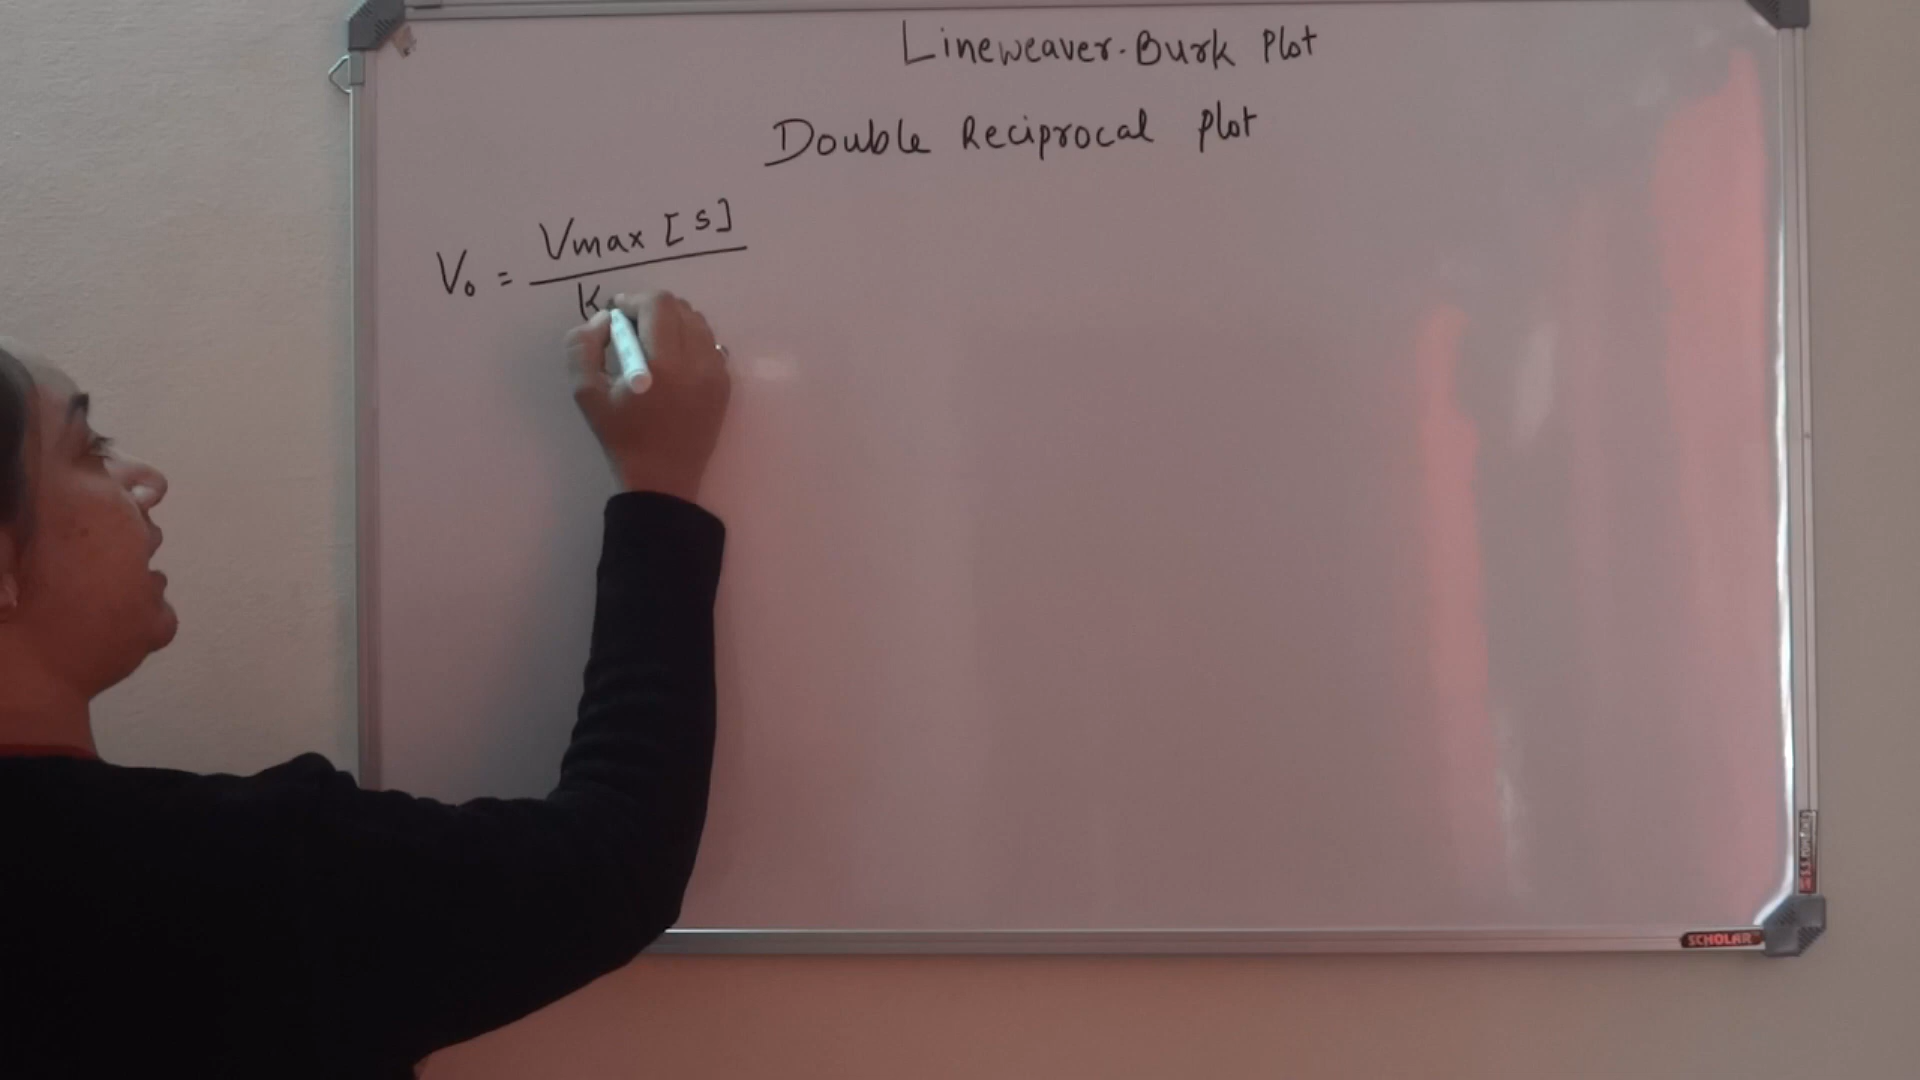 Lineweaver-Burk Plot
Double Reciprocal Plot
V₀ = Vmax [S]
K
SCHOLAR